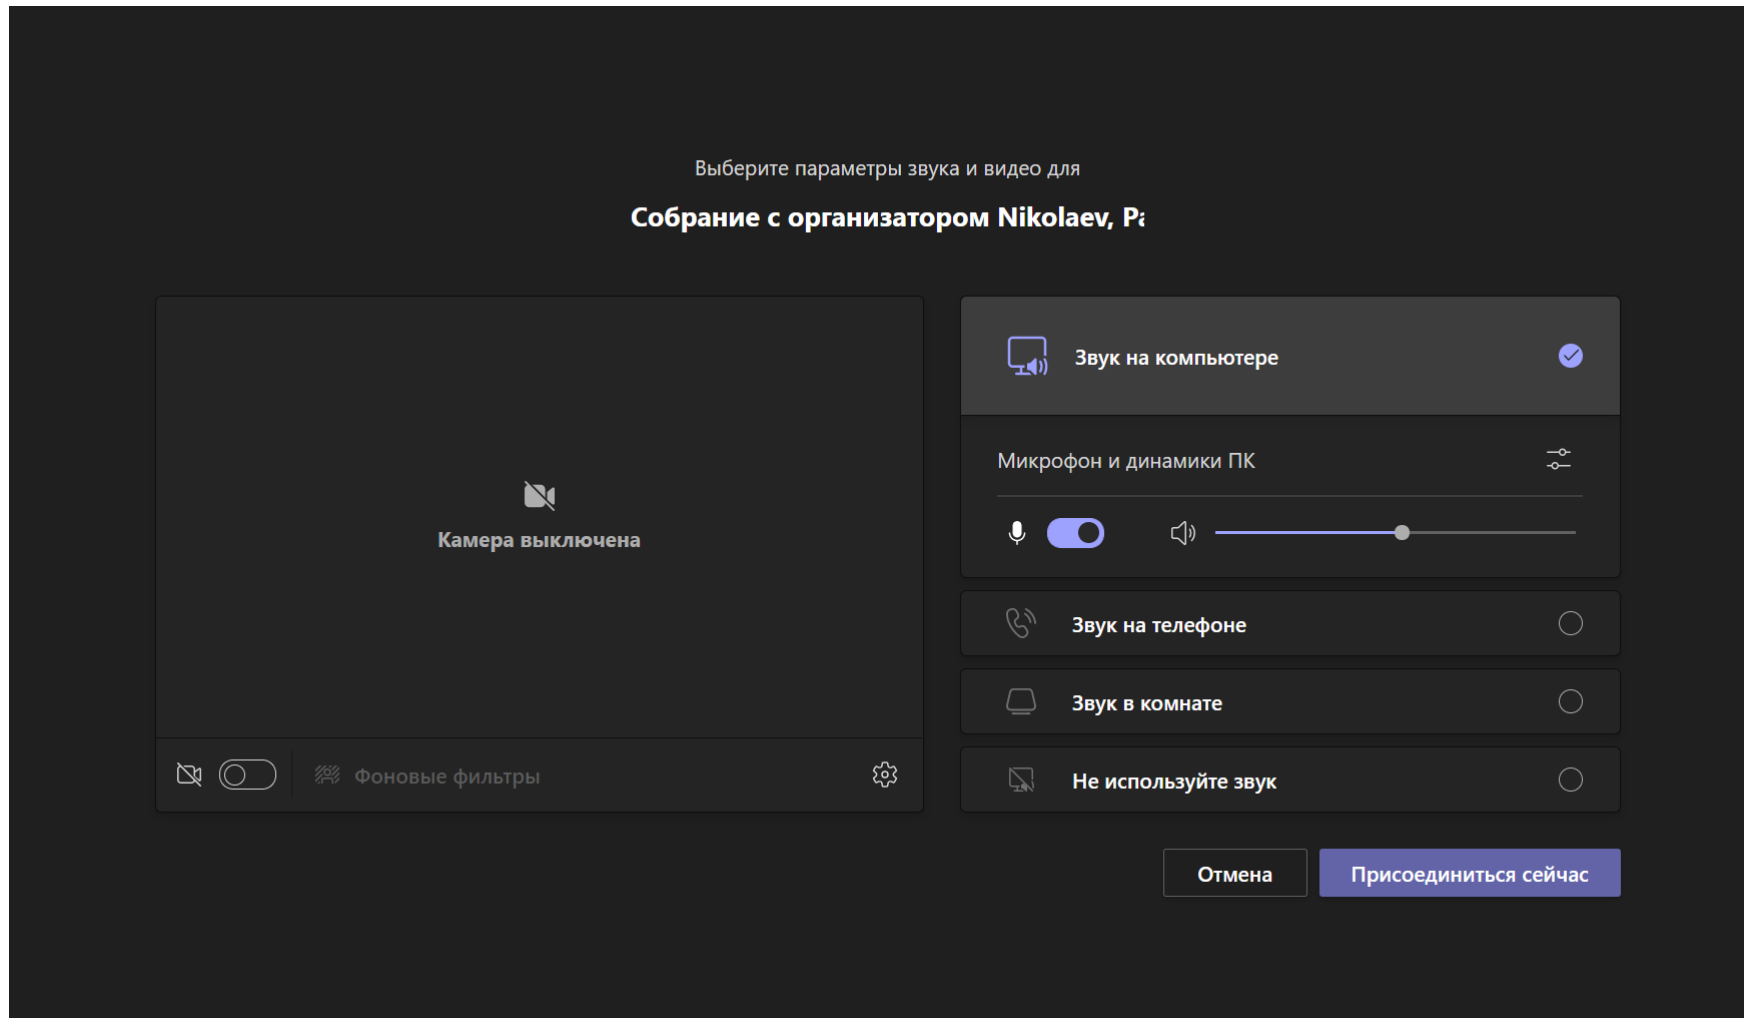 Выберите параметры звука и видео для
Собрание с организатором Nikolaev,
Звук на компьютере
Микрофон и динамики ПК
Камера выключена
Звук на телефоне
Звук в комнате
Фоновые фильтры
Не используйте звук
Отмена
Присоединиться сейчас